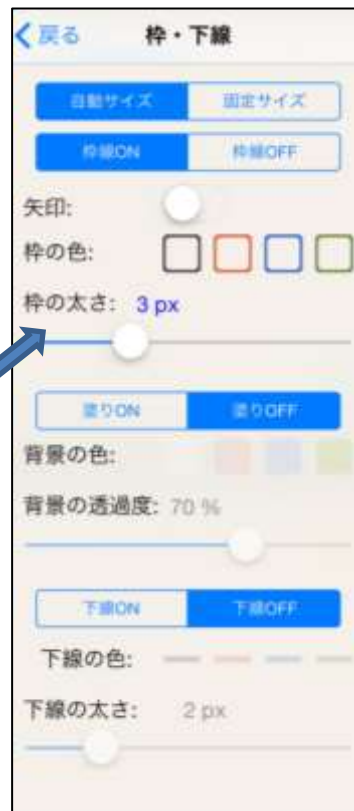 戻る 枠・下線
自動サイズ 固定サイズ
枠線ON 枠線OFF
矢印:
枠の色:
枠の太さ: 3 px
塗りON 塗りOFF
背景の色:
背景の透過度: 70 %
下線ON 下線OFF
下線の色:
下線の太さ: 2 px